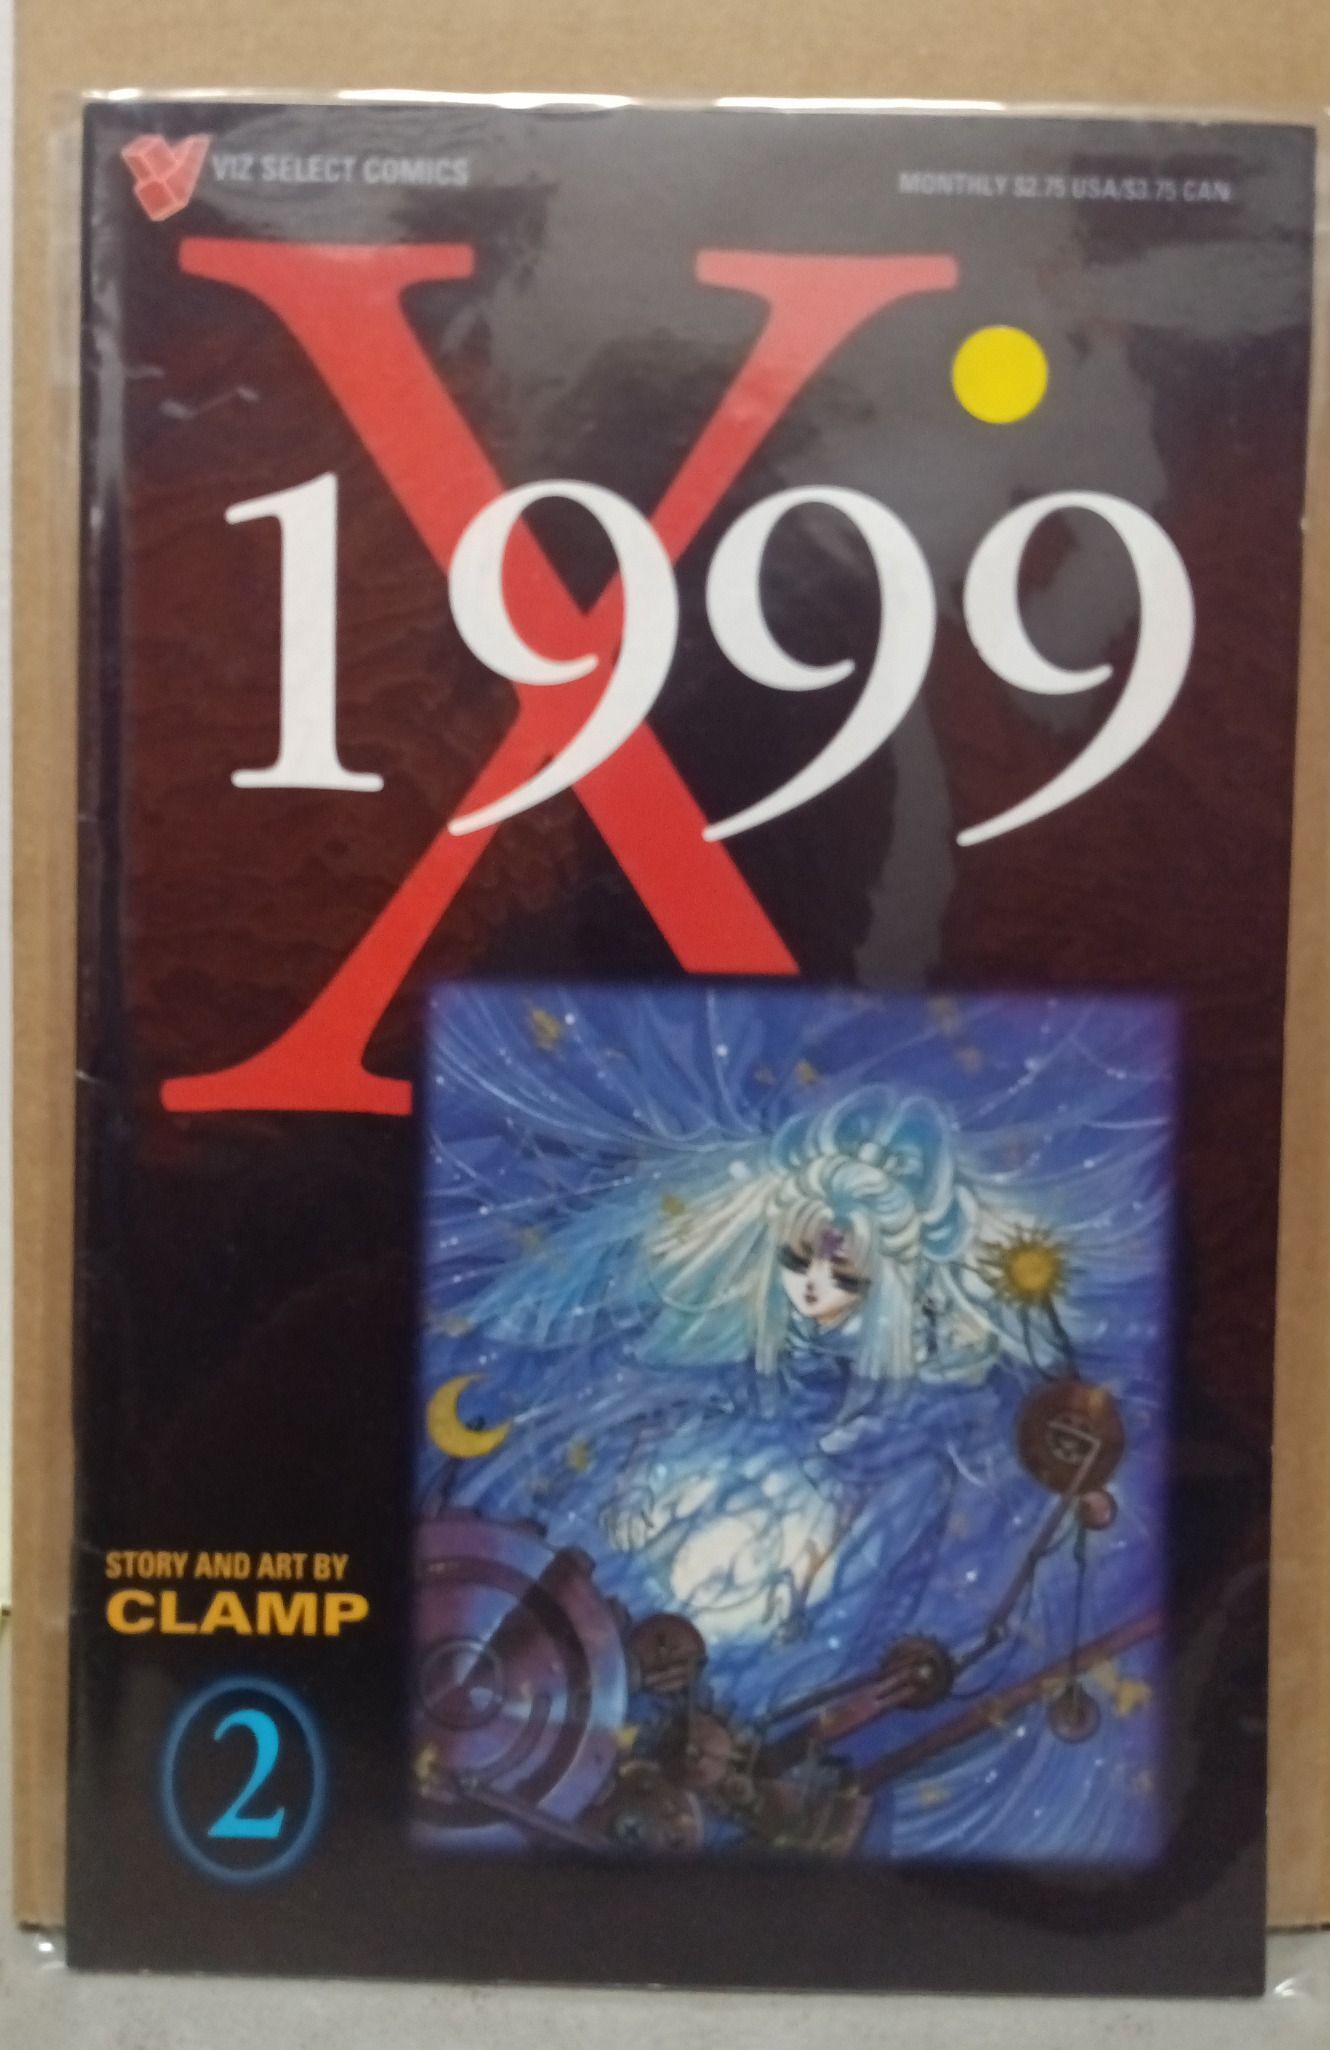 VIZ SELECT COMICS
MONTHLY $2.75 USA/$3.75 CAN
X
1999
STORY AND ART BY
CLAMP
2